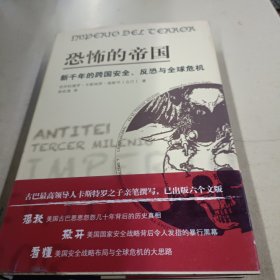 IMPERIO DEL TERROR
恐怖的帝国
新千年的跨国安全、反恐与全球危机
ANTITE
TERCER MILENIO
古巴最高领导人卡斯特罗之子亲笔撰写，已出版六个文版
美国古巴恩恩怨怨几十年背后的历史真相
撕开 美国国家安全战略背后令人发指的暴行黑幕
看懂 美国安全战略布局与全球危机的大思路